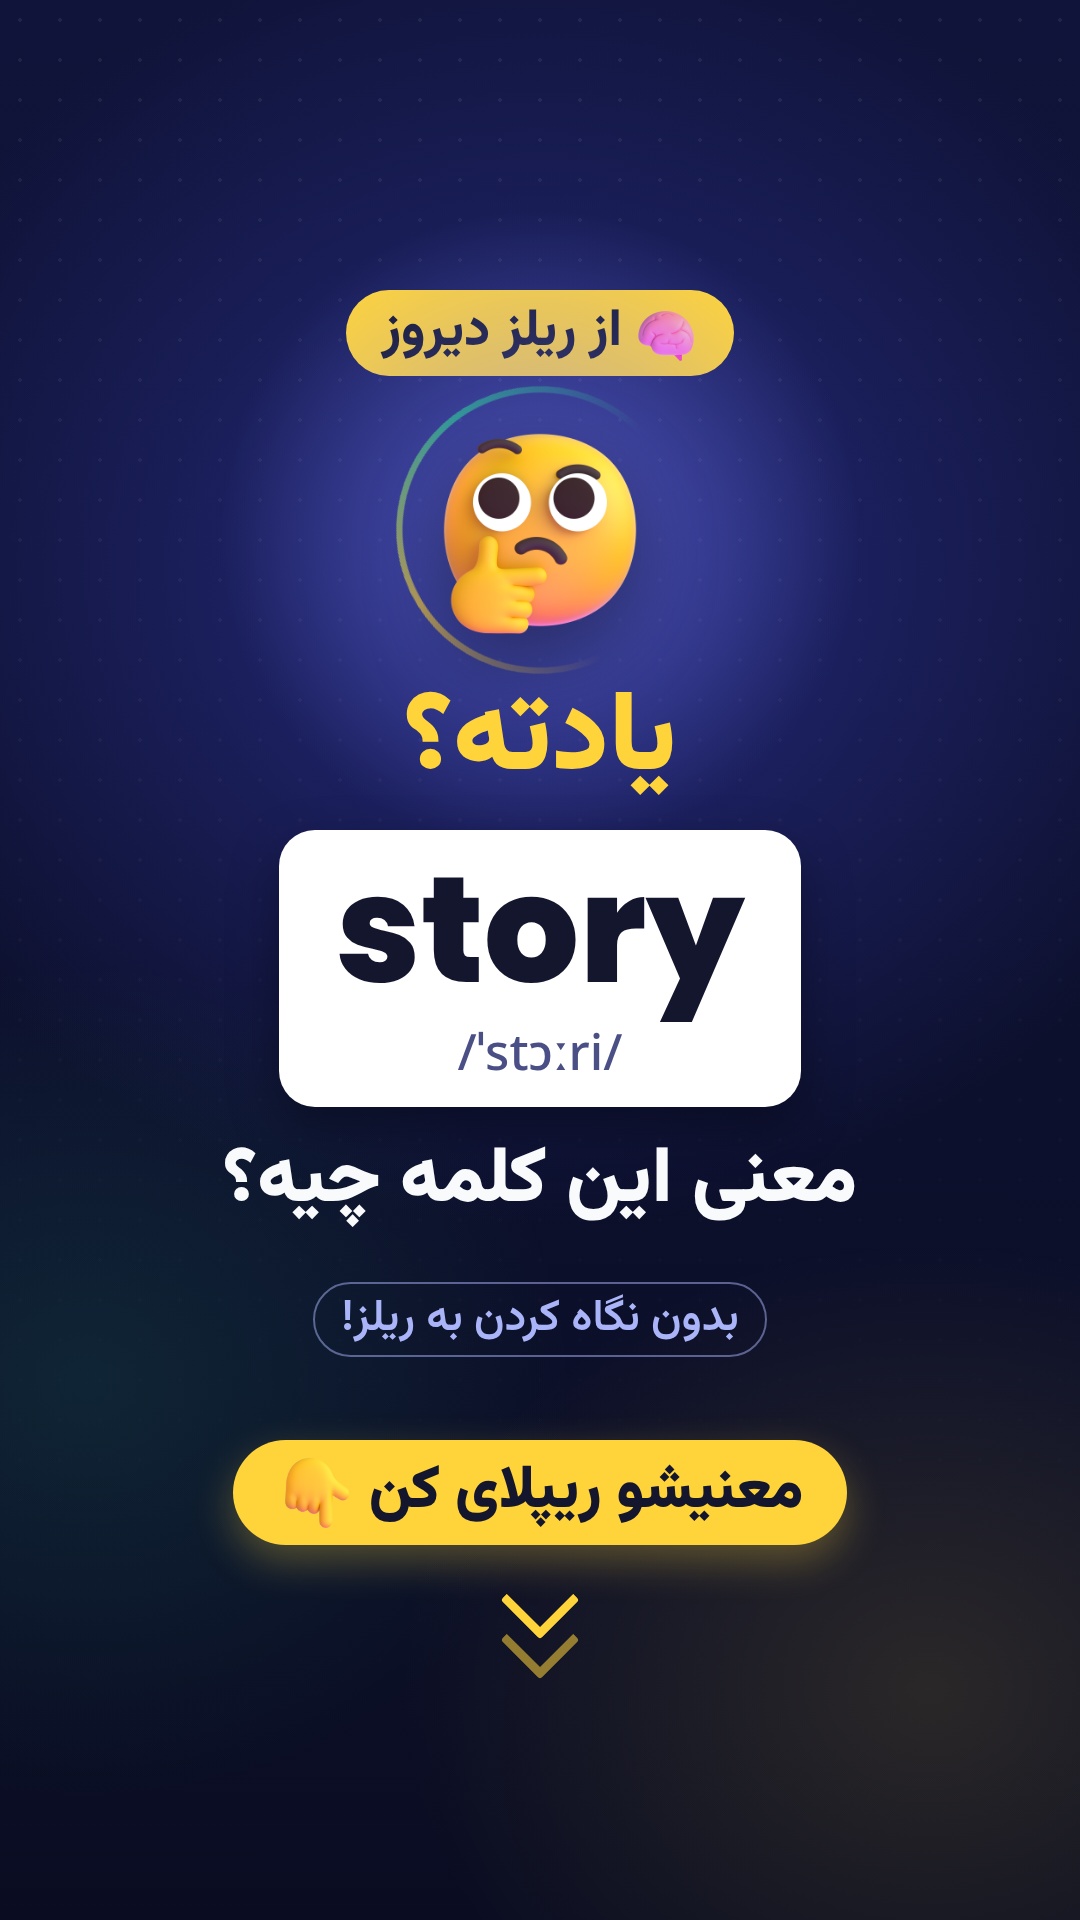 🧠 از ریلز دیروز
یادته؟
story
/ˈstɔːri/
معنی این کلمه چیه؟
بدون نگاه کردن به ریلز!
معنیشو ریپلای کن 👇